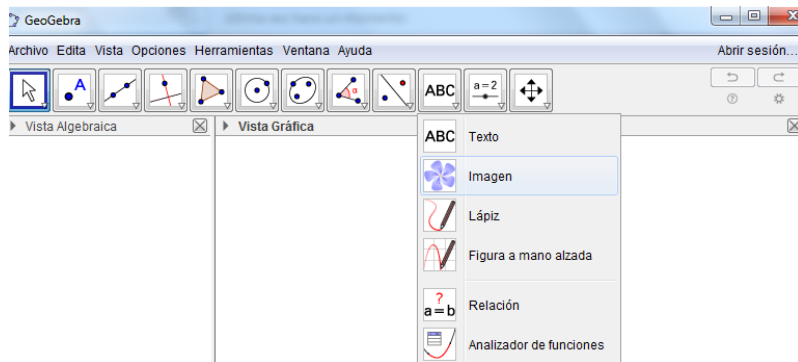 GeoGebra
Archivo Edita Vista Opciones Herramientas Ventana Ayuda Abrir sesión...
A α ABC a=2
Vista Algebraica Vista Gráfica
ABC Texto
Imagen
Lápiz
Figura a mano alzada
? a=b Relación
Analizador de funciones